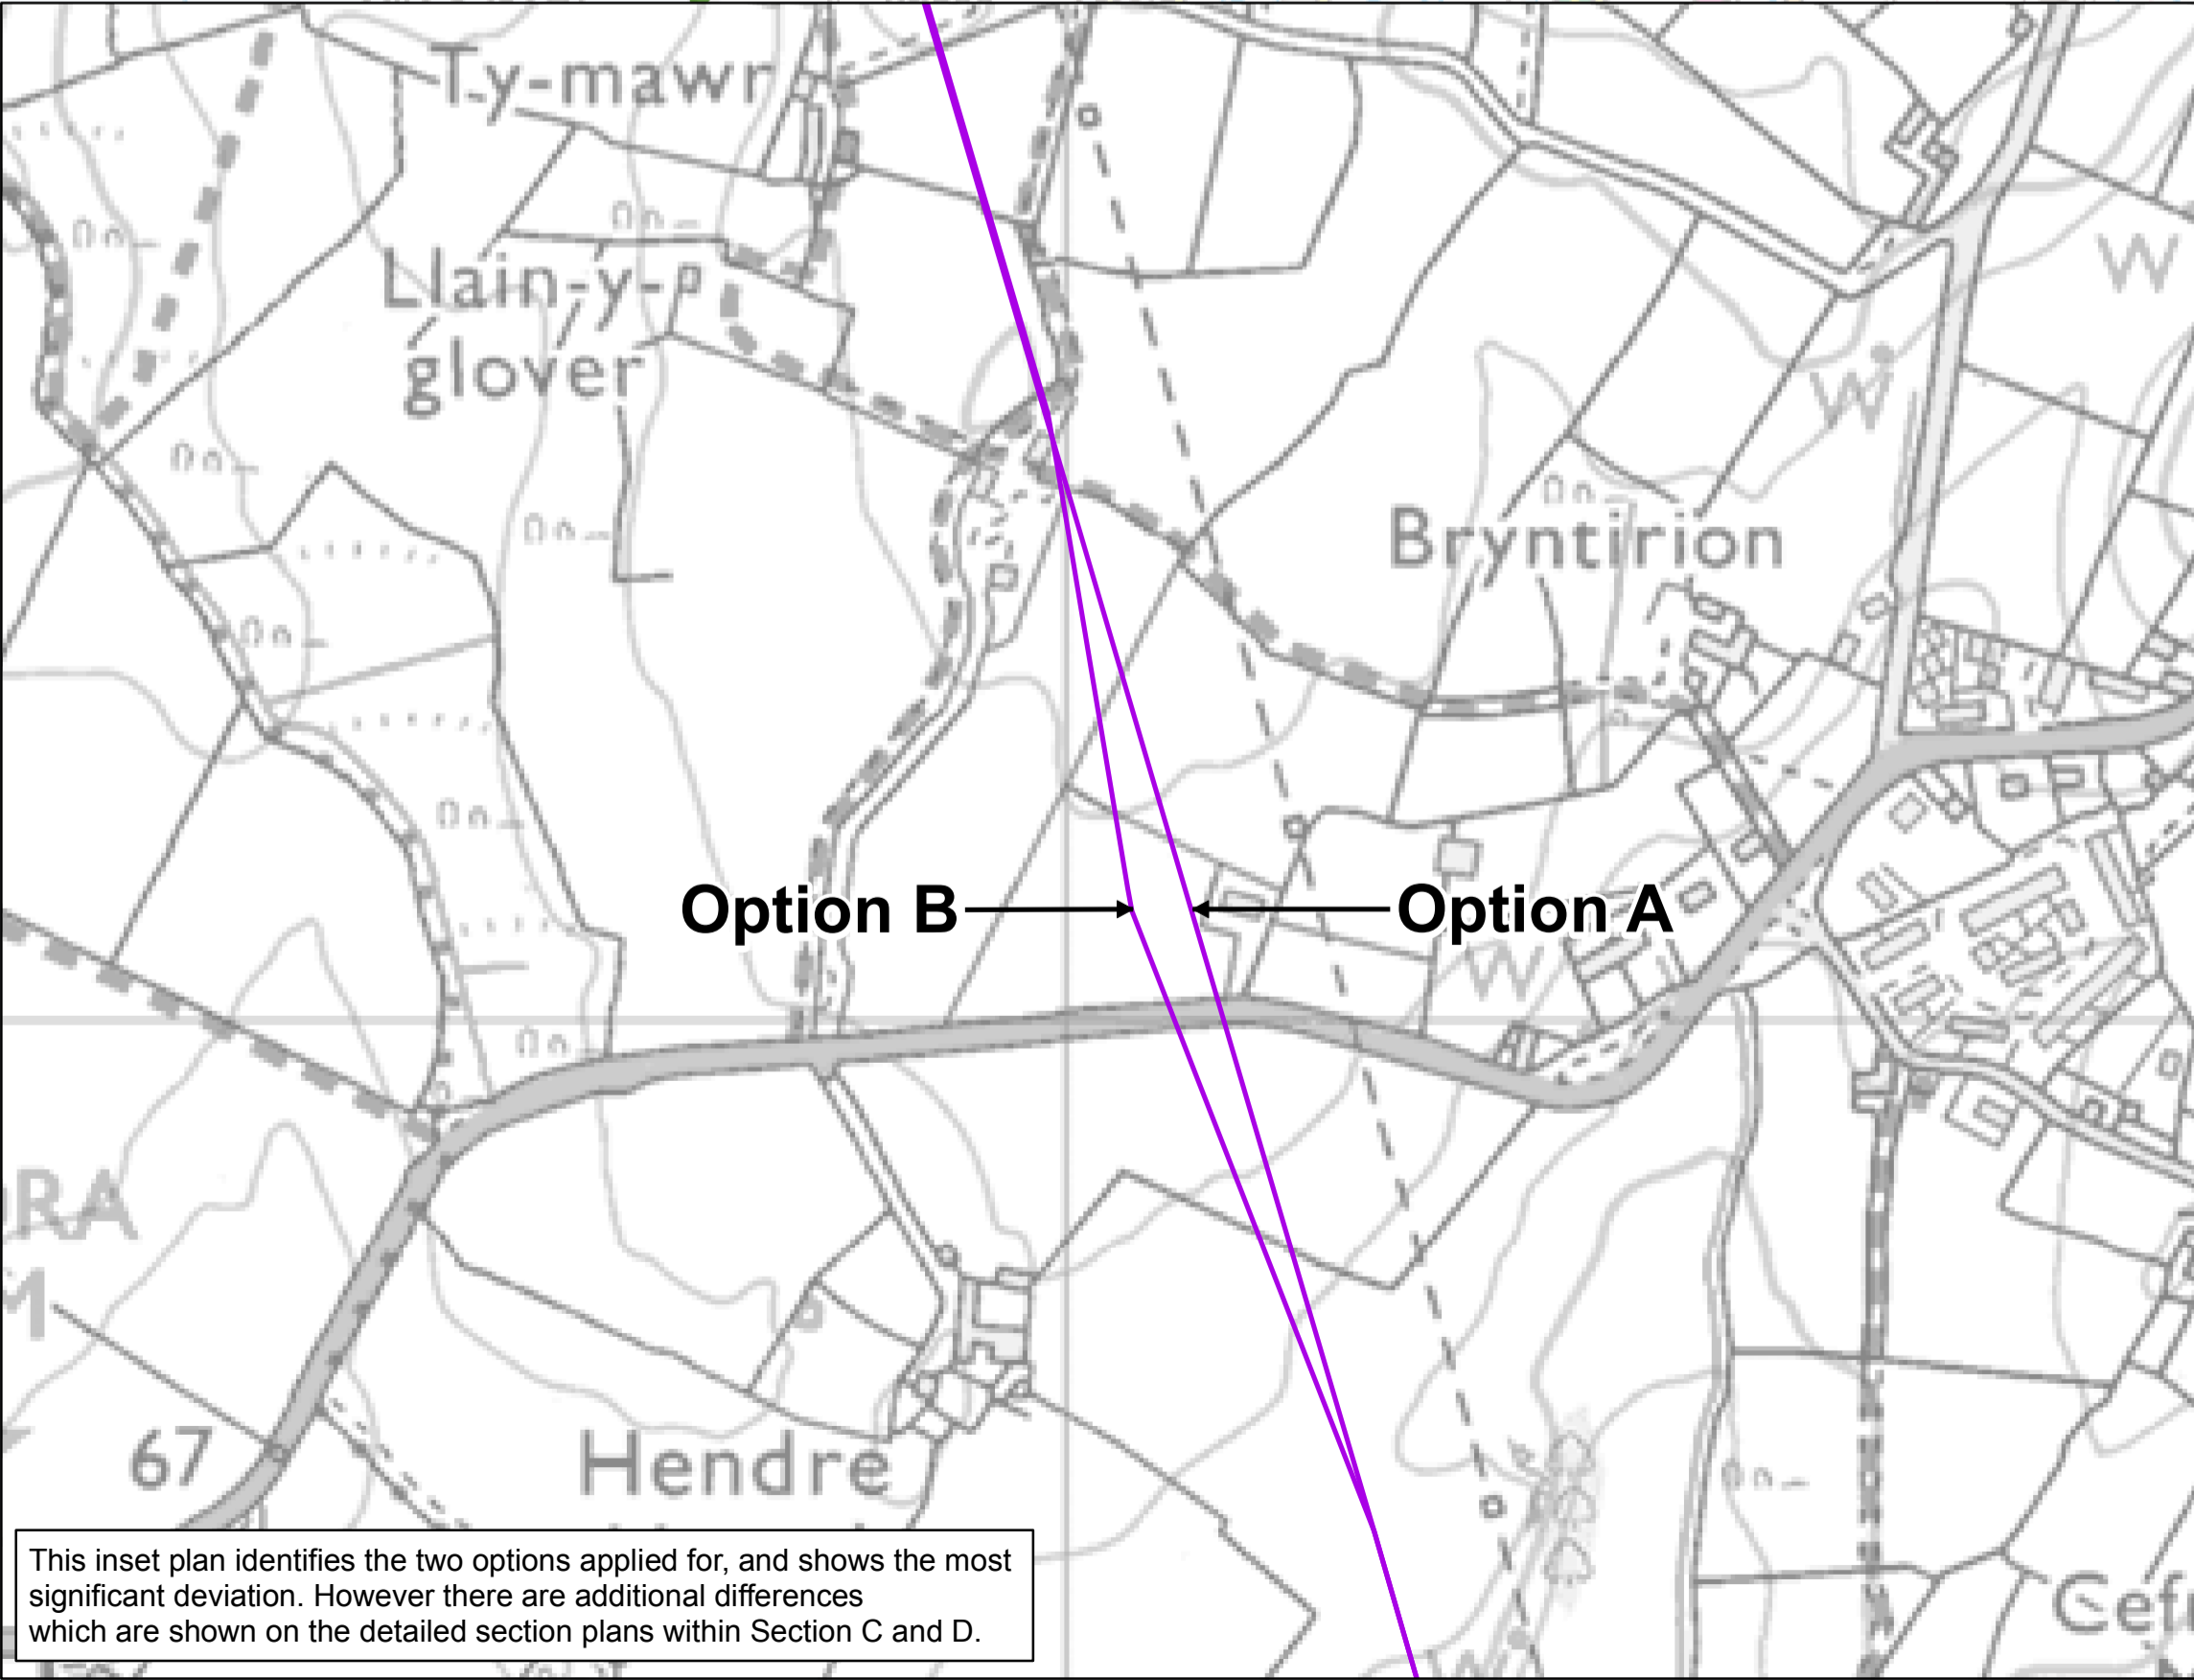 Ty-mawr
Llain-y-
glover
Bryntirion
W
W
Option B
Option A
W
67
Hendre
This inset plan identifies the two options applied for, and shows the most
significant deviation. However there are additional differences
which are shown on the detailed section plans within Section C and D.